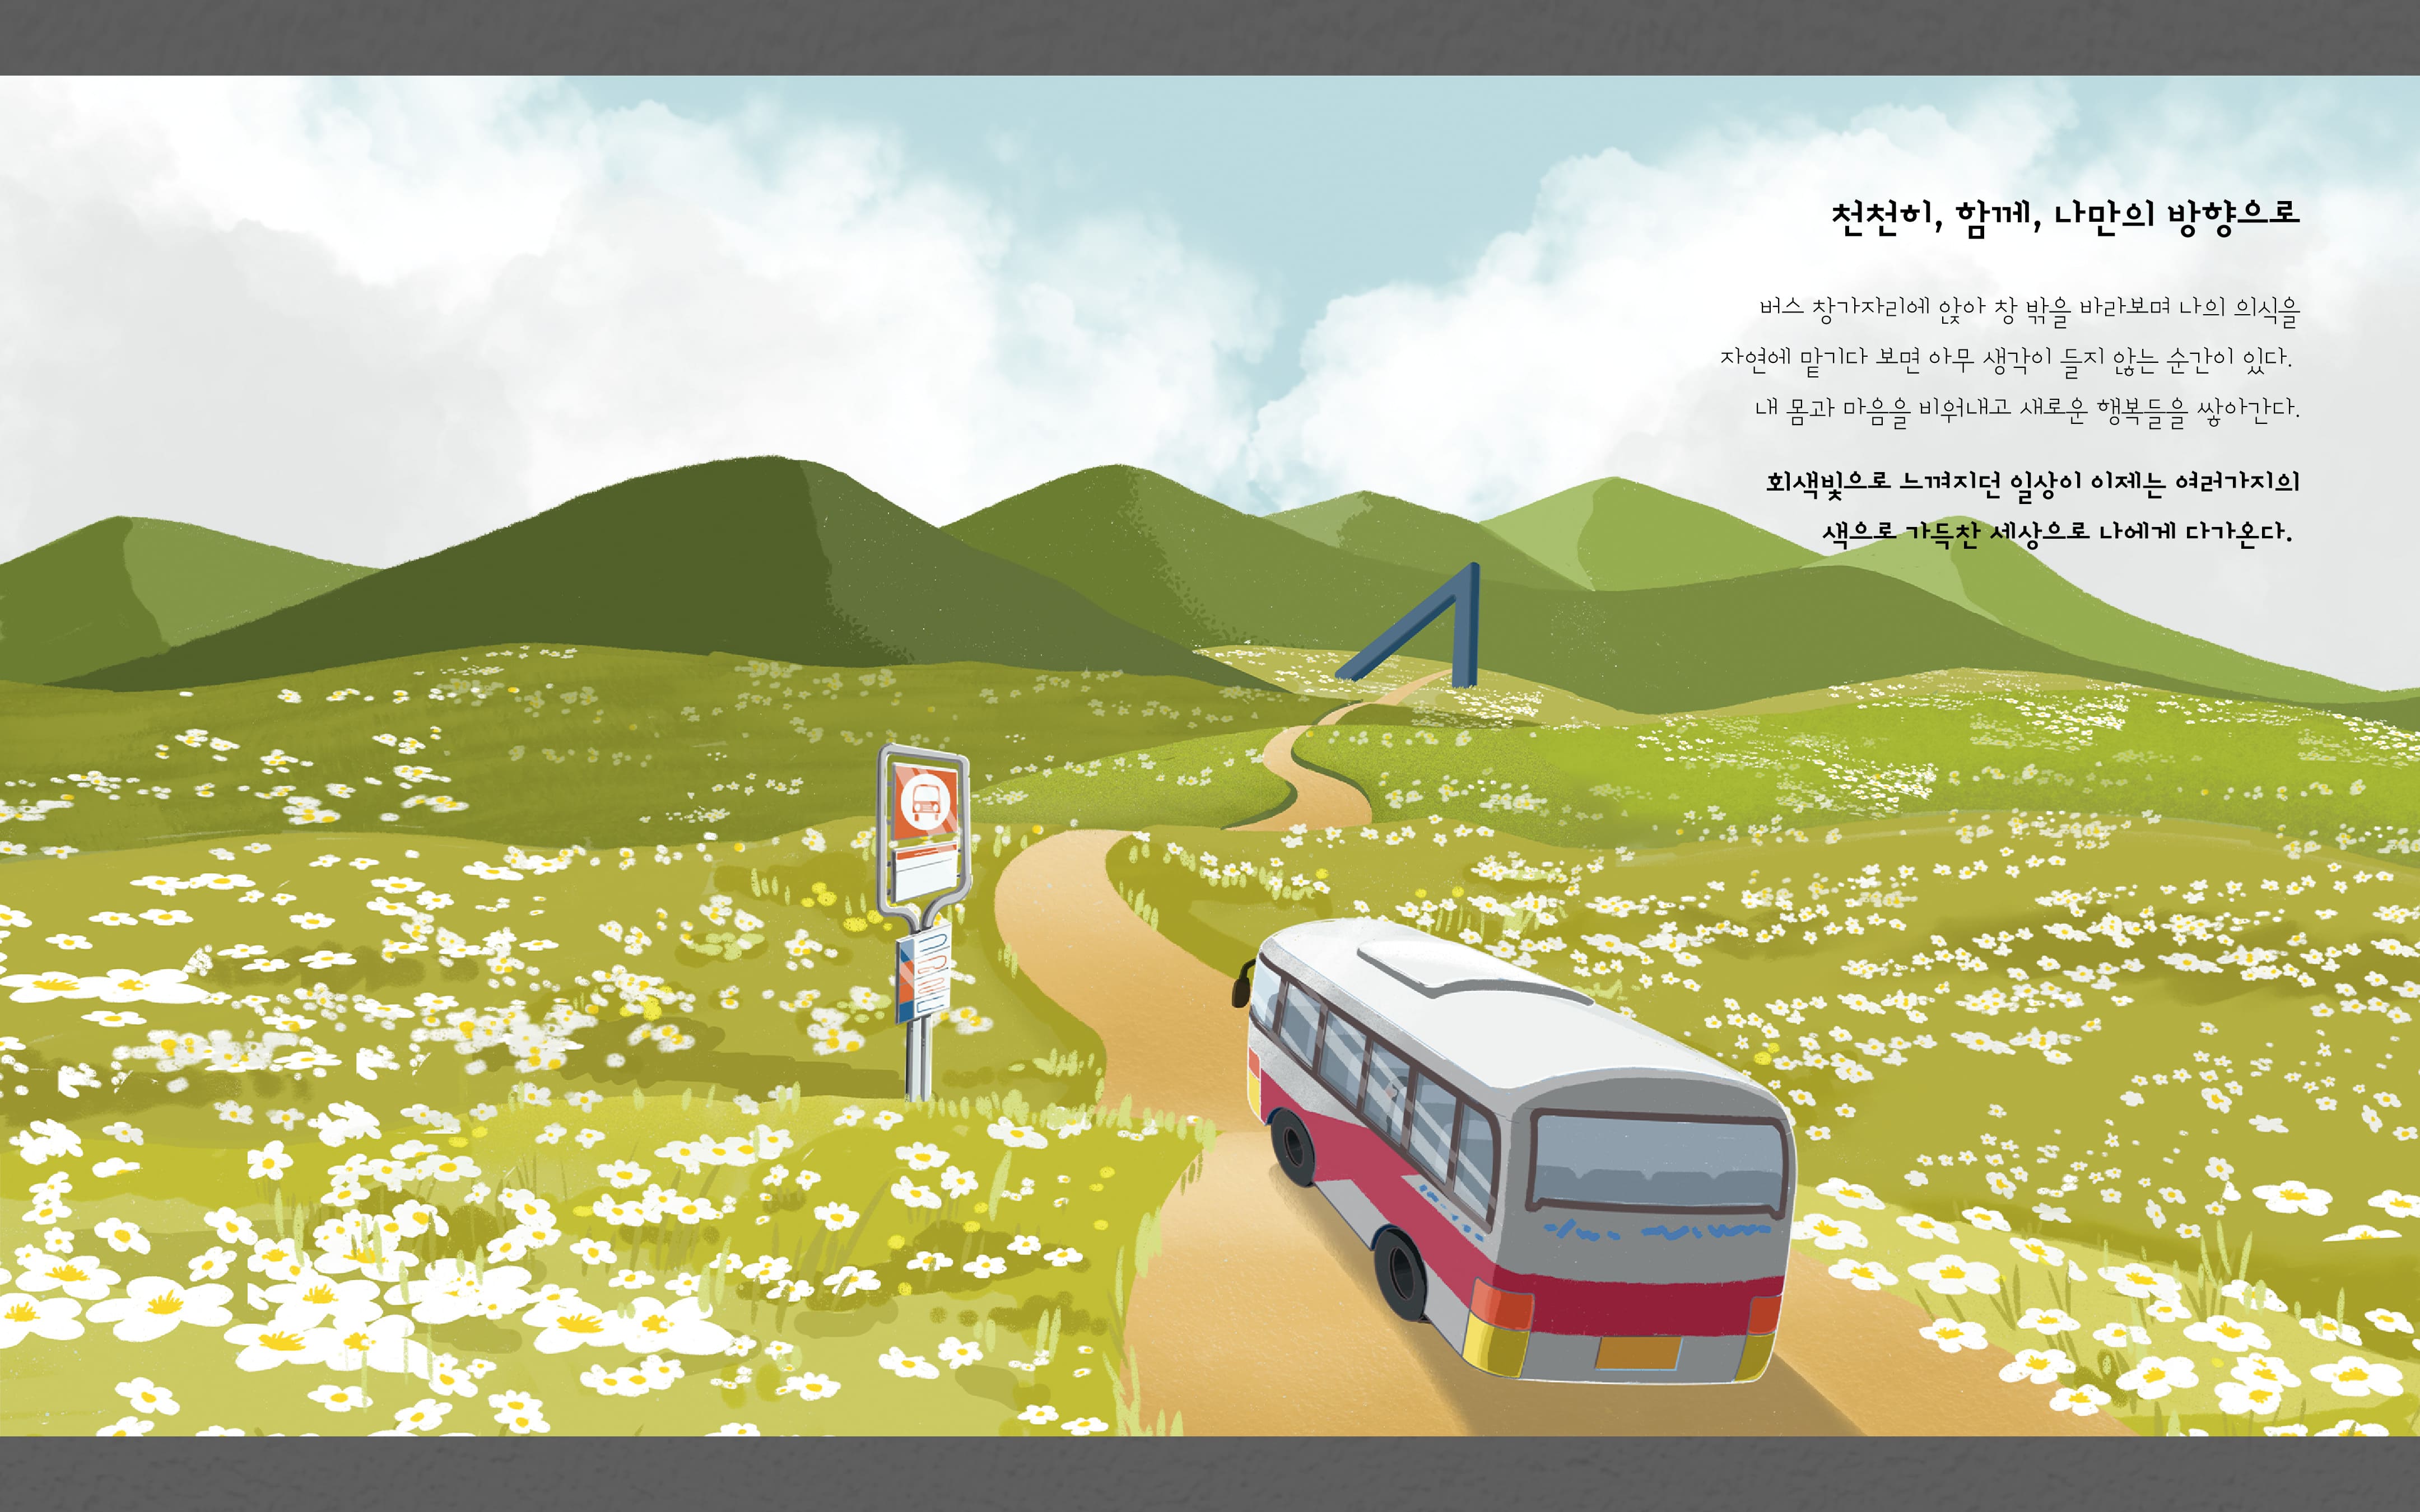 천천히, 함께, 나만의 방향으로
버스 창가자리에 앉아 창 밖을 바라보며 나의 의식을
자연에 맡기다 보면 아무 생각이 들지 않는 순간이 있다.
내 몸과 마음을 비워내고 새로운 행복들을 쌓아간다.
회색빛으로 느껴지던 일상이 이제는 여러가지의
색으로 가득찬 세상으로 나에게 다가온다.